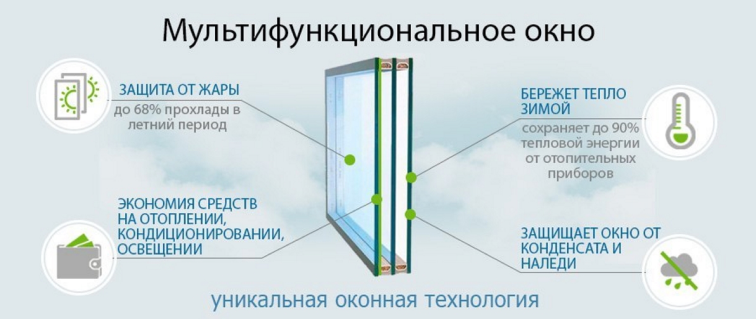 Мультифункциональное окно
ЗАЩИТА ОТ ЖАРЫ
до 68% прохлады в
летний период
БЕРЕЖЕТ ТЕПЛО
ЗИМОЙ
сохраняет до 90%
тепловой энергии
от отопительных
приборов
ЭКОНОМИЯ СРЕДСТВ
НА ОТОПЛЕНИИ,
КОНДИЦИОНИРОВАНИИ,
ОСВЕЩЕНИИ
ЗАЩИЩАЕТ ОКНО ОТ
КОНДЕНСАТА И
НАЛЕДИ
уникальная оконная технология